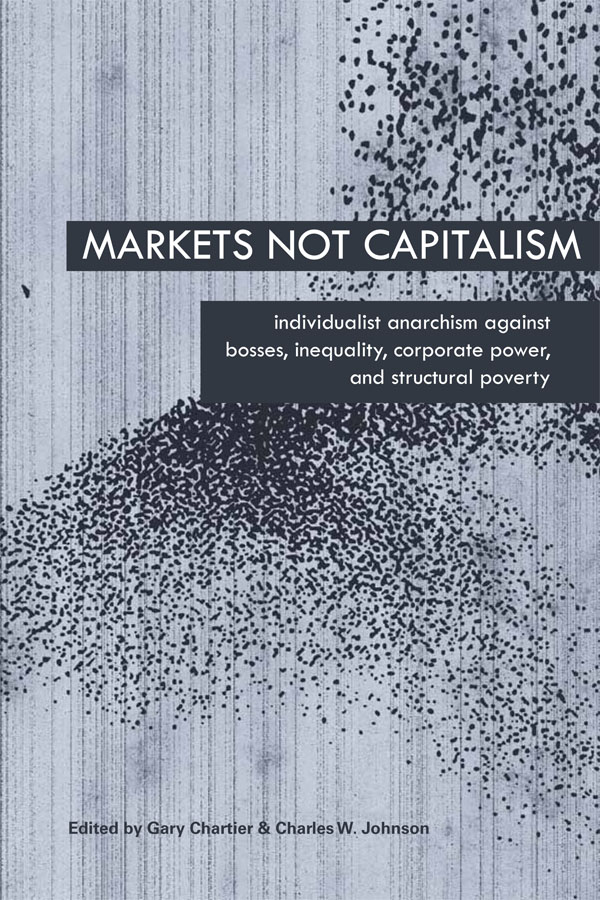 MARKETS NOT CAPITALISM
individualist anarchism against
bosses, inequality, corporate power,
and structural poverty
Edited by Gary Chartier & Charles W. Johnson